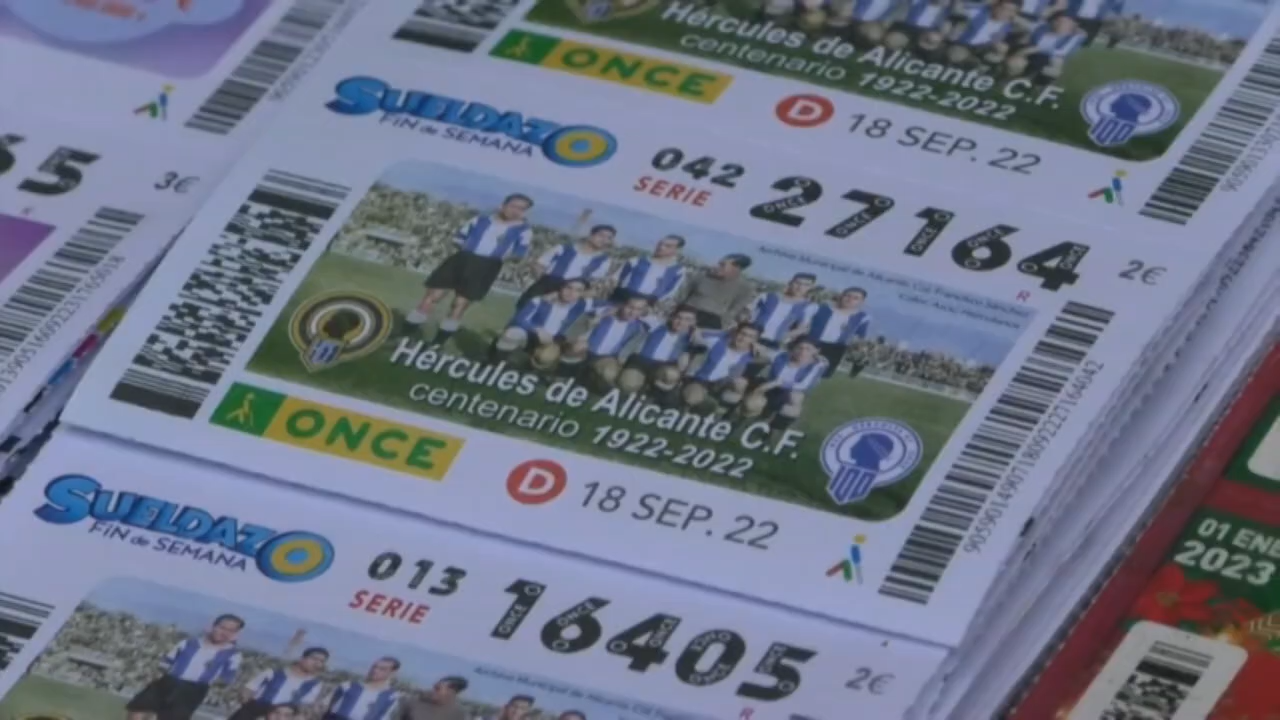 Hércules de Alicante C.F.
centenario 1922-2022
ONCE
D 18 SEP. 22
65
3€
SUELDAZO
FIN de SEMANA
042
SERIE
27164
2€
R
Hércules de Alicante C.F.
centenario 1922-2022
ONCE
D 18 SEP. 22
SUELDAZO
FIN de SEMANA
013
SERIE
16405
2€
R
01 ENE
2023